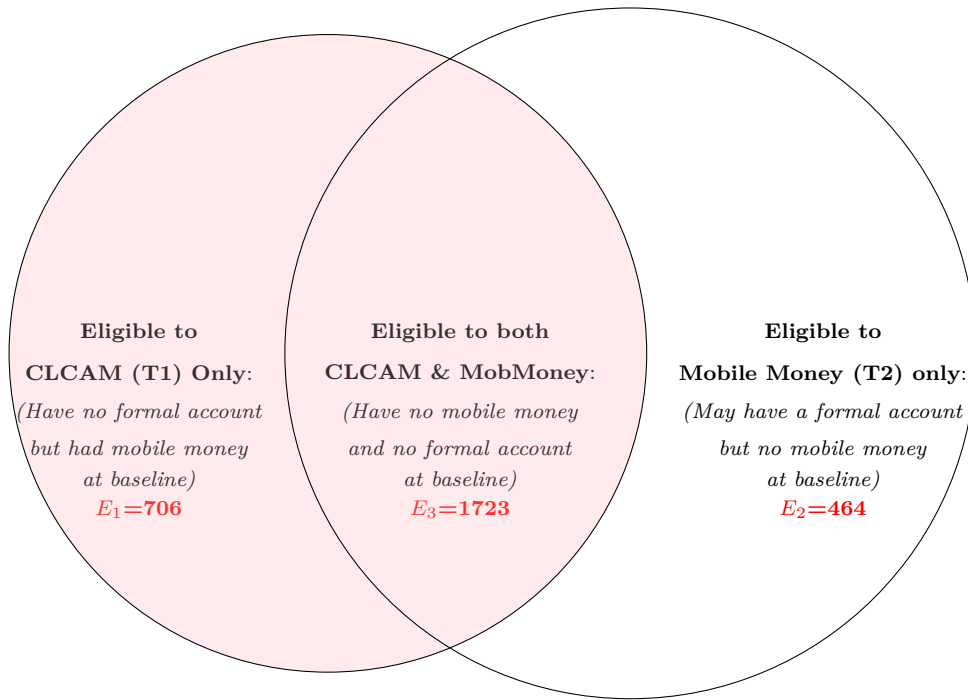 Eligible to
CLCAM (T1) Only:
(Have no formal account
but had mobile money
at baseline)
E₁=706
Eligible to both
CLCAM & MobMoney:
(Have no mobile money
and no formal account
at baseline)
E₃=1723
Eligible to
Mobile Money (T2) only:
(May have a formal account
but no mobile money
at baseline)
E₂=464